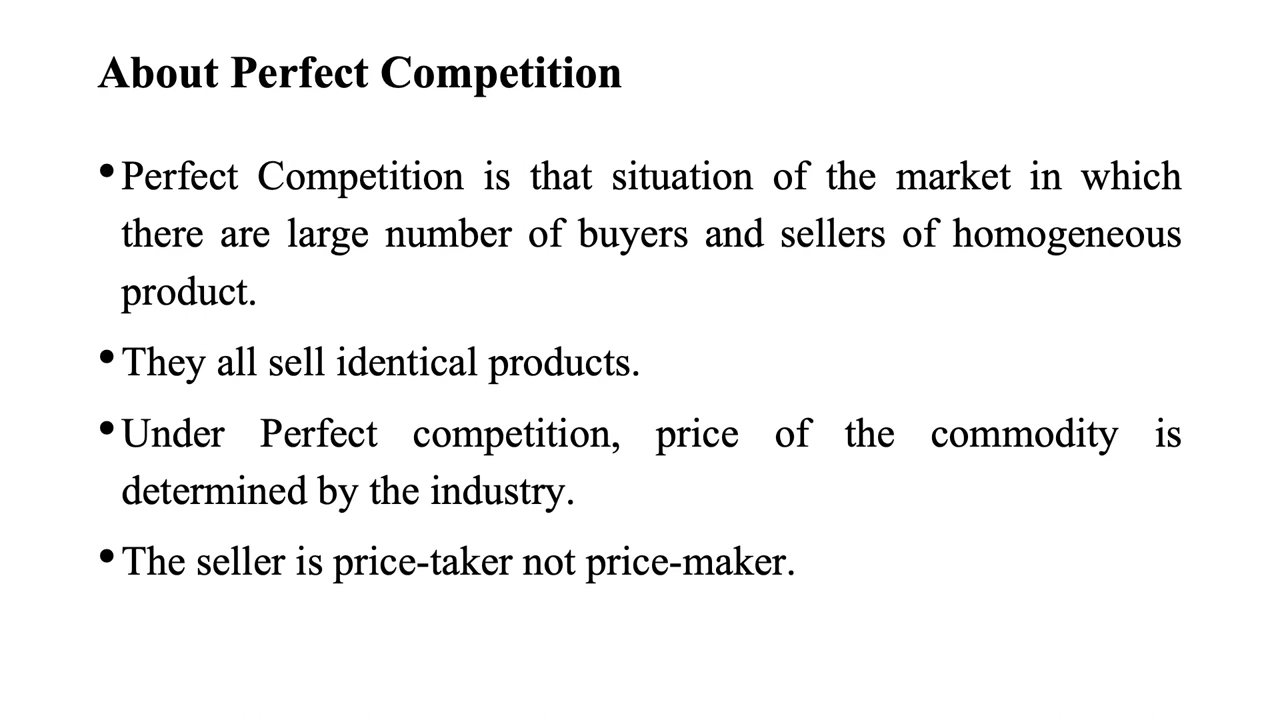 About Perfect Competition
•Perfect Competition is that situation of the market in which
there are large number of buyers and sellers of homogeneous
product.
•They all sell identical products.
•Under Perfect competition, price of the commodity is
determined by the industry.
•The seller is price-taker not price-maker.